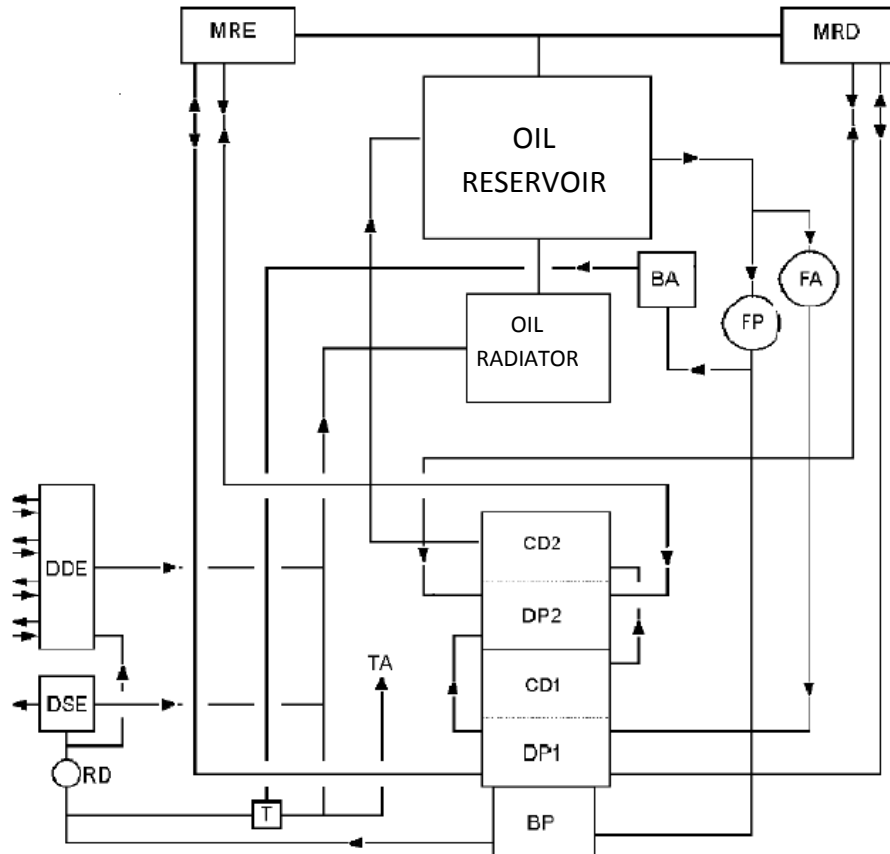 MRE
MRD
OIL
RESERVOIR
BA
FA
FP
OIL
RADIATOR
CD2
DDE
DP2
TA
CD1
DSE
DP1
RD
T
BP